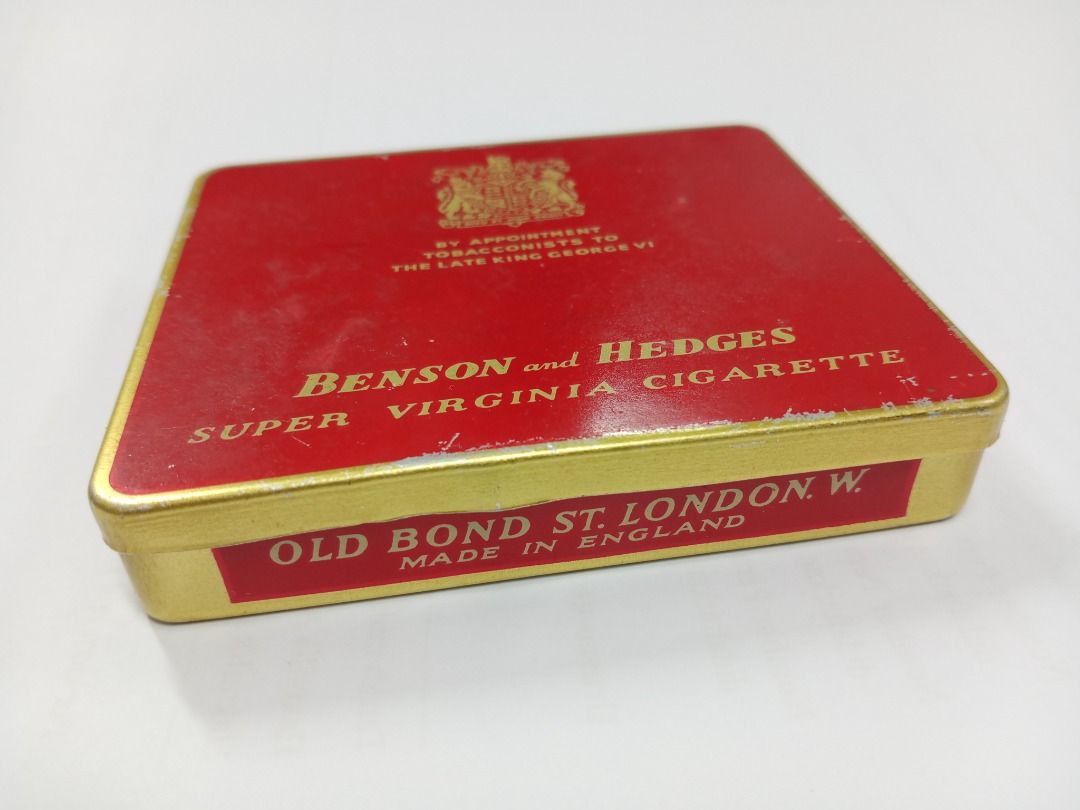 BY APPOINTMENT
TOBACCONISTS TO
THE LATE KING GEORGE VI
BENSON and HEDGES
SUPER VIRGINIA CIGARETTE
OLD BOND ST. LONDON. W.
MADE IN ENGLAND